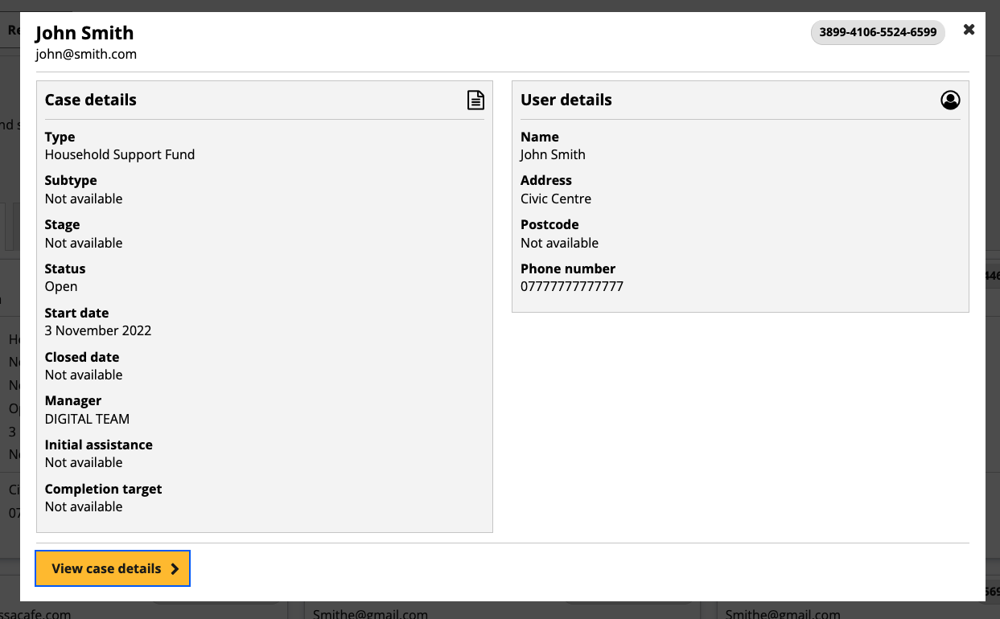 John Smith
3899-4106-5524-6599
john@smith.com
Case details
Type
Household Support Fund
Subtype
Not available
Stage
Not available
Status
Open
Start date
3 November 2022
Closed date
Not available
Manager
DIGITAL TEAM
Initial assistance
Not available
Completion target
Not available
User details
Name
John Smith
Address
Civic Centre
Postcode
Not available
Phone number
07777777777777
View case details
Smithe@gmail.com
Smithe@gmail.com